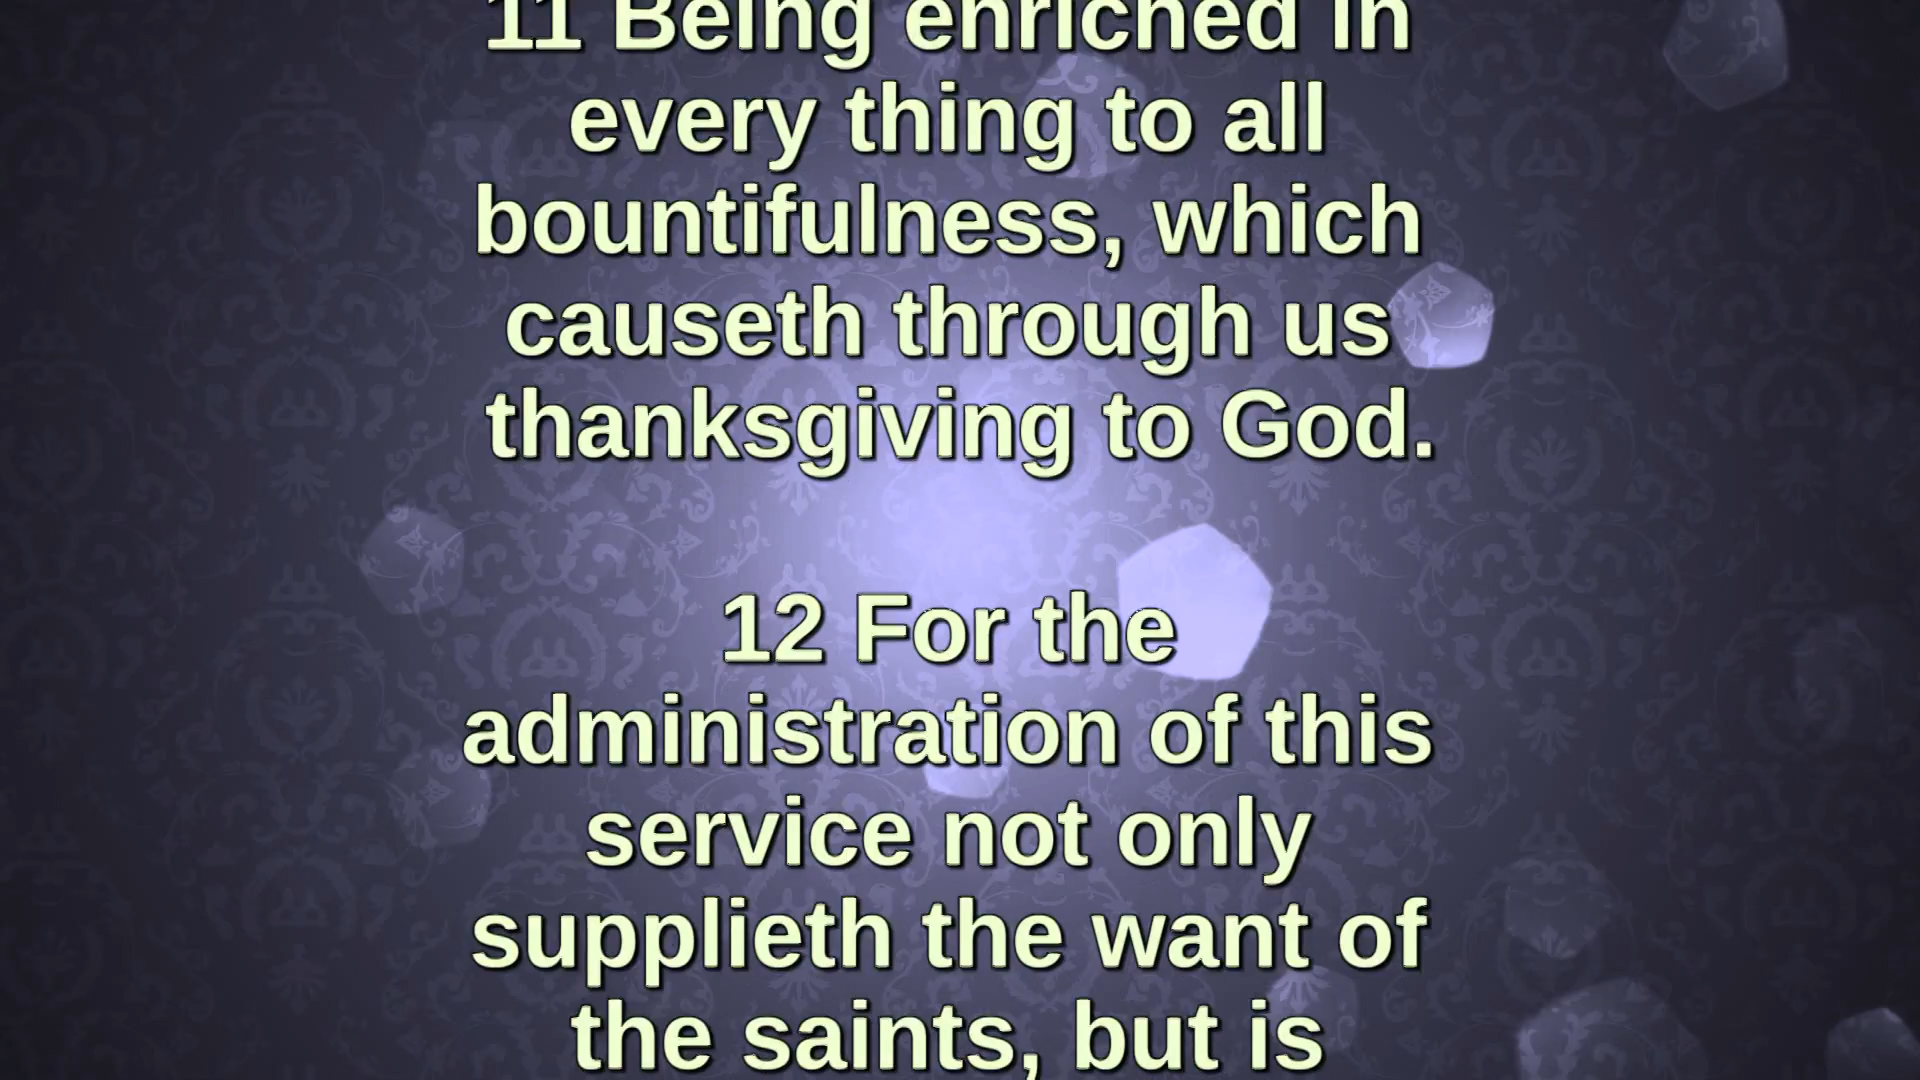 11 Being enriched in
every thing to all
bountifulness, which
causeth through us
thanksgiving to God.
12 For the
administration of this
service not only
supplieth the want of
the saints, but is